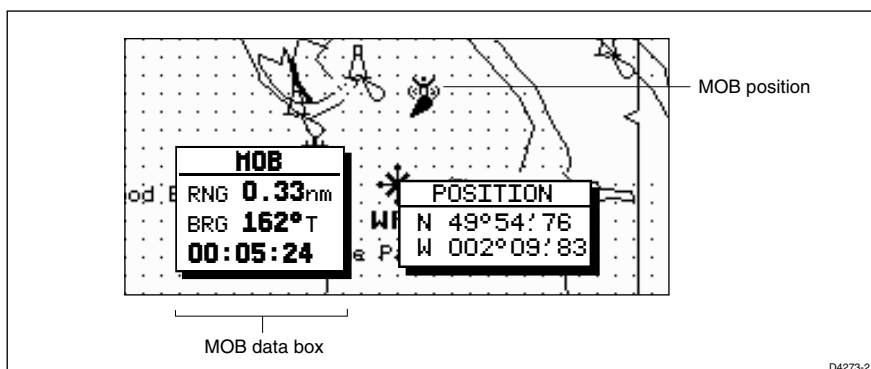 MOB position
MOB
RNG 0.33nm
BRG 162°T
00:05:24
POSITION
N 49°54!76
W 002°09!83
od
MOB data box
D4273-2